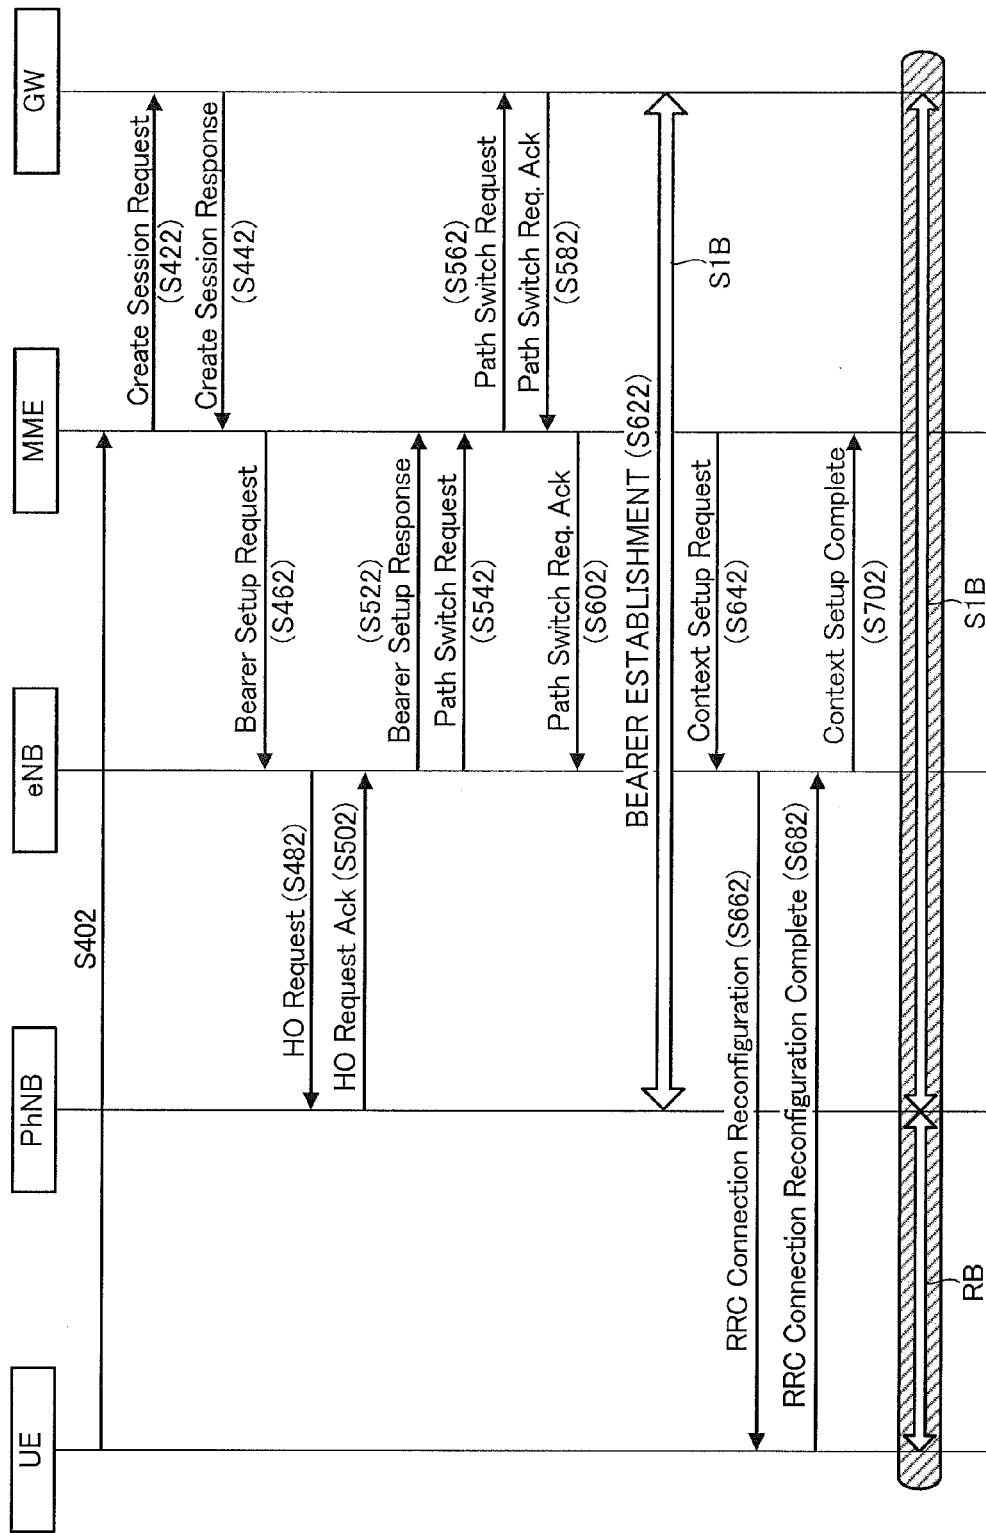 UE
PhNB
eNB
MME
GW
S402
Create Session Request
(S422)
Create Session Response
(S442)
Bearer Setup Request
(S462)
HO Request (S482)
HO Request Ack (S502)
(S522)
Bearer Setup Response
Path Switch Request
(S542)
(S562)
Path Switch Request
Path Switch Req. Ack
(S582)
Path Switch Req. Ack
(S602)
BEARER ESTABLISHMENT (S622)
S1B
Context Setup Request
(S642)
RRC Connection Reconfiguration (S662)
RRC Connection Reconfiguration Complete (S682)
Context Setup Complete
(S702)
RB
S1B